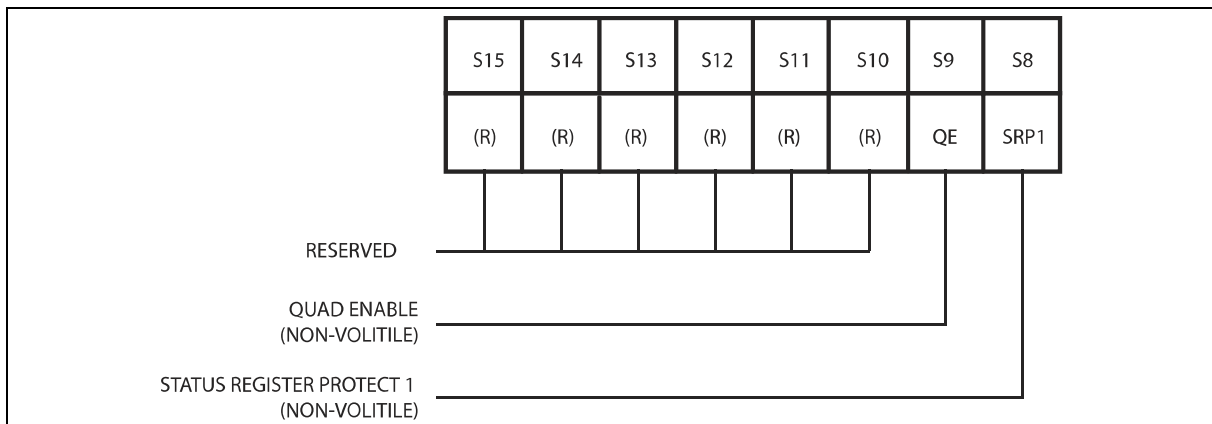 S15 S14 S13 S12 S11 S10 S9 S8
(R) (R) (R) (R) (R) (R) QE SRP1
RESERVED
QUAD ENABLE
(NON-VOLITILE)
STATUS REGISTER PROTECT 1
(NON-VOLITILE)